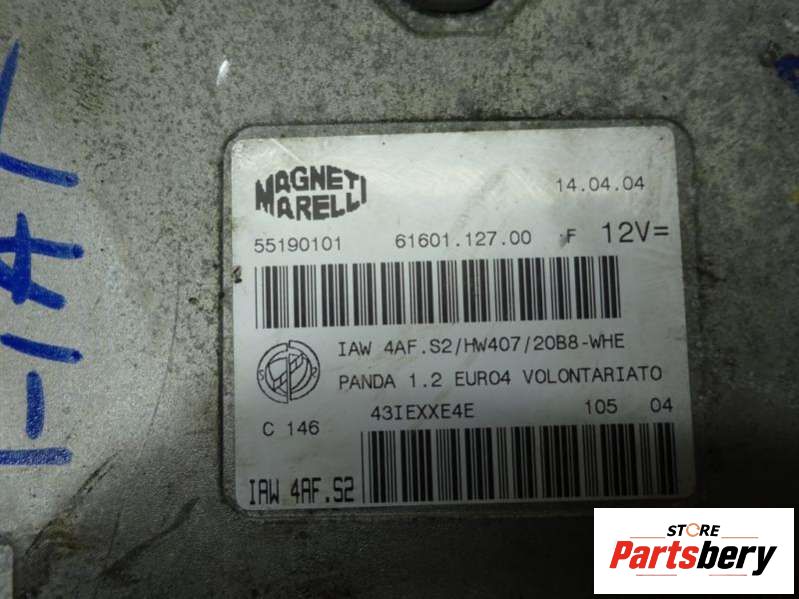 MAGNETI
MARELLI
14.04.04
55190101 61601.127.00 F 12V=
IAW 4AF.S2/HW407/20B8-WHE
PANDA 1.2 EURO4 VOLONTARIATO
C 146 43IEXXE4E 105 04
IAW 4AF.S2
STORE
Partsbery